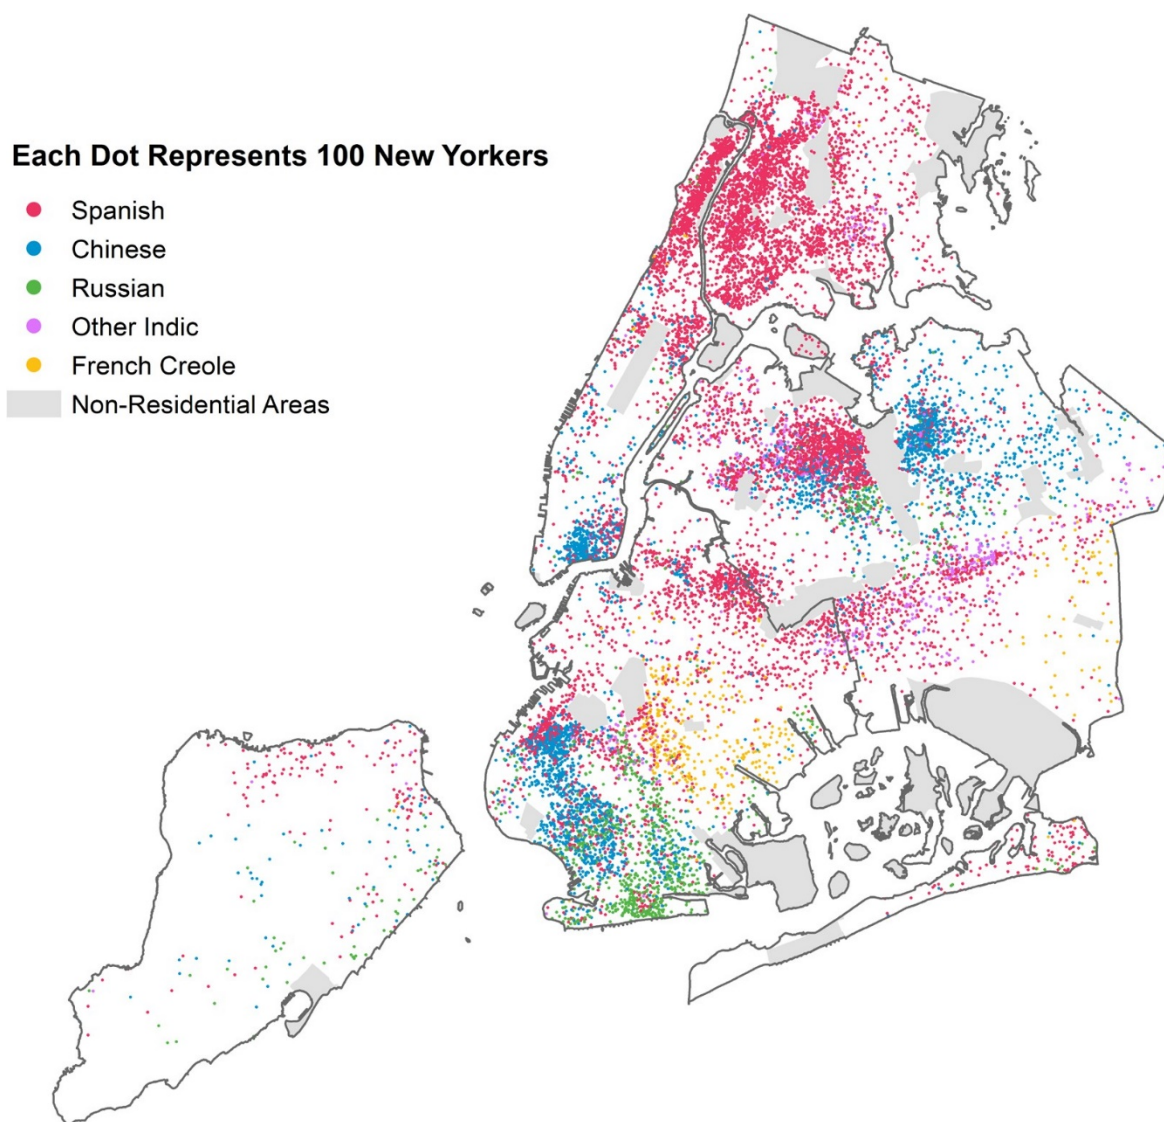 Each Dot Represents 100 New Yorkers
Spanish
Chinese
Russian
Other Indic
French Creole
Non-Residential Areas